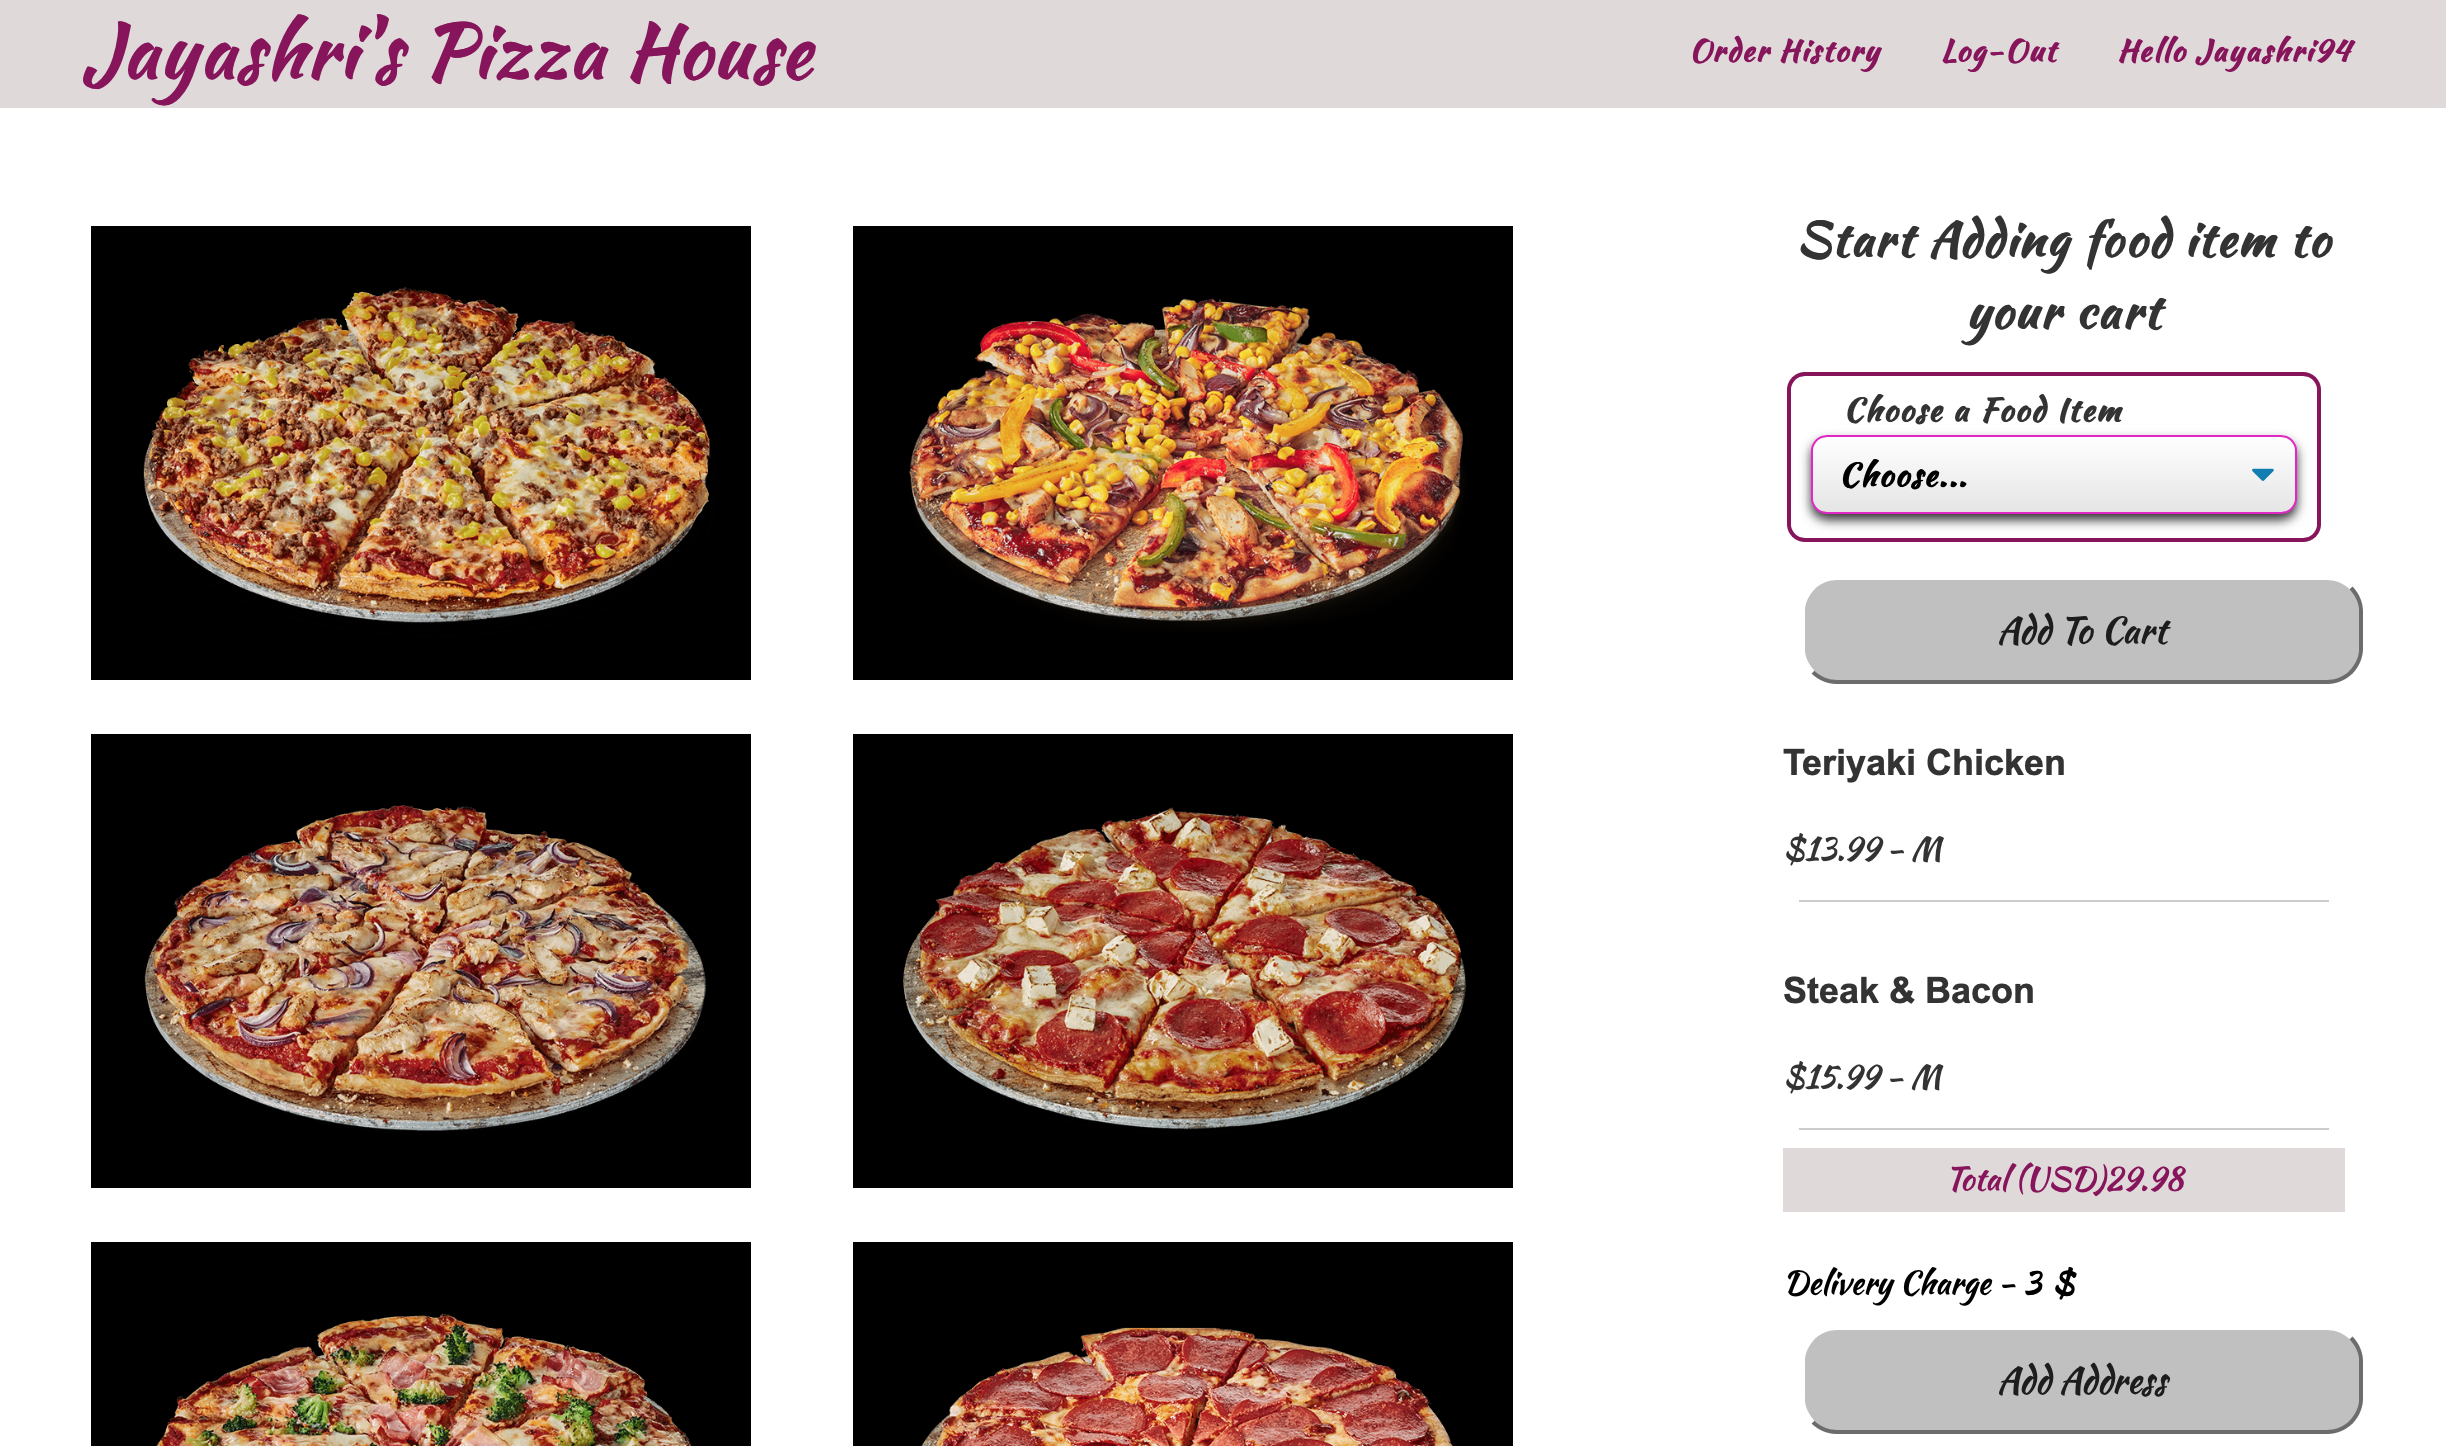 Jayashri's Pizza House
Order History
Log-Out
Hello Jayashri94
Start Adding food item to
your cart
Choose a Food Item
Choose...
Add To Cart
Teriyaki Chicken
$13.99 - M
Steak & Bacon
$15.99 - M
Total (USD)29.98
Delivery Charge - 3 $
Add Address